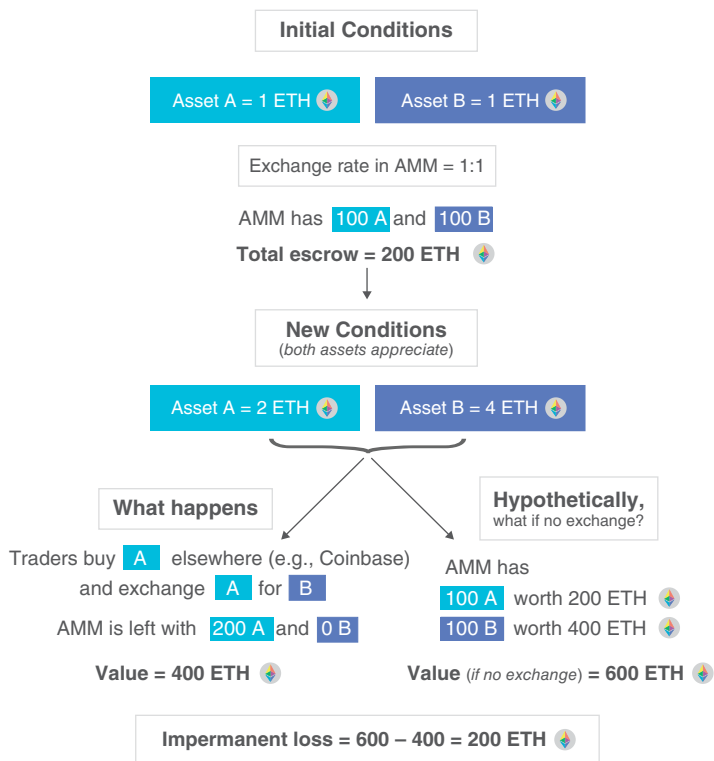 Initial Conditions
Asset A = 1 ETH
Asset B = 1 ETH
Exchange rate in AMM = 1:1
AMM has 100 A and 100 B
Total escrow = 200 ETH
New Conditions
(both assets appreciate)
Asset A = 2 ETH
Asset B = 4 ETH
What happens
Traders buy A elsewhere (e.g., Coinbase)
and exchange A for B
AMM is left with 200 A and 0 B
Value = 400 ETH
Hypothetically,
what if no exchange?
AMM has
100 A worth 200 ETH
100 B worth 400 ETH
Value (if no exchange) = 600 ETH
Impermanent loss = 600 – 400 = 200 ETH